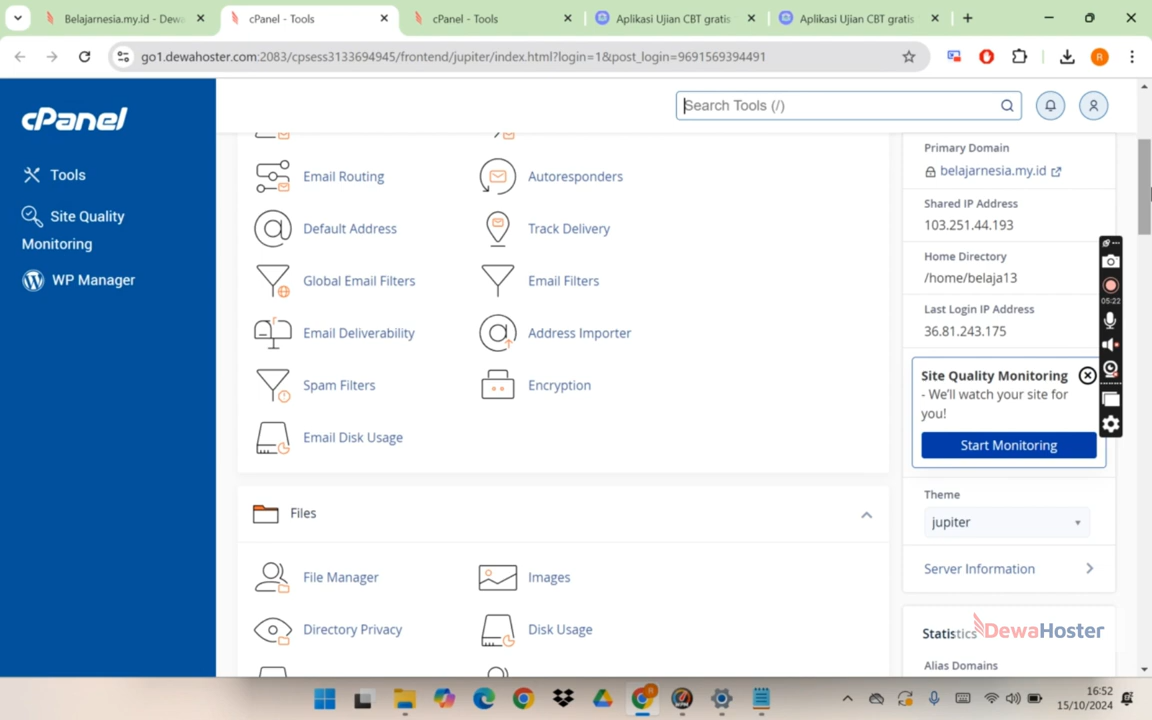 Belajarnesia.my.id - Dewa
cPanel - Tools
cPanel - Tools
Aplikasi Ujian CBT gratis
Aplikasi Ujian CBT gratis
go1.dewahoster.com:2083/cpsess3133694945/frontend/jupiter/index.html?login=1&post_login=9691569394491
R
cPanel
Search Tools (/)
Tools
Site Quality
Monitoring
WP Manager
Email Routing
Autoresponders
Default Address
Track Delivery
Global Email Filters
Email Filters
Email Deliverability
Address Importer
Spam Filters
Encryption
Email Disk Usage
Files
File Manager
Images
Directory Privacy
Disk Usage
Primary Domain
belajarnesia.my.id
Shared IP Address
103.251.44.193
Home Directory
/home/belaja13
Last Login IP Address
36.81.243.175
Site Quality Monitoring
- We'll watch your site for
you!
Start Monitoring
Theme
jupiter
Server Information
Statistics
DewaHoster
Alias Domains
05:22
16:52
15/10/2024